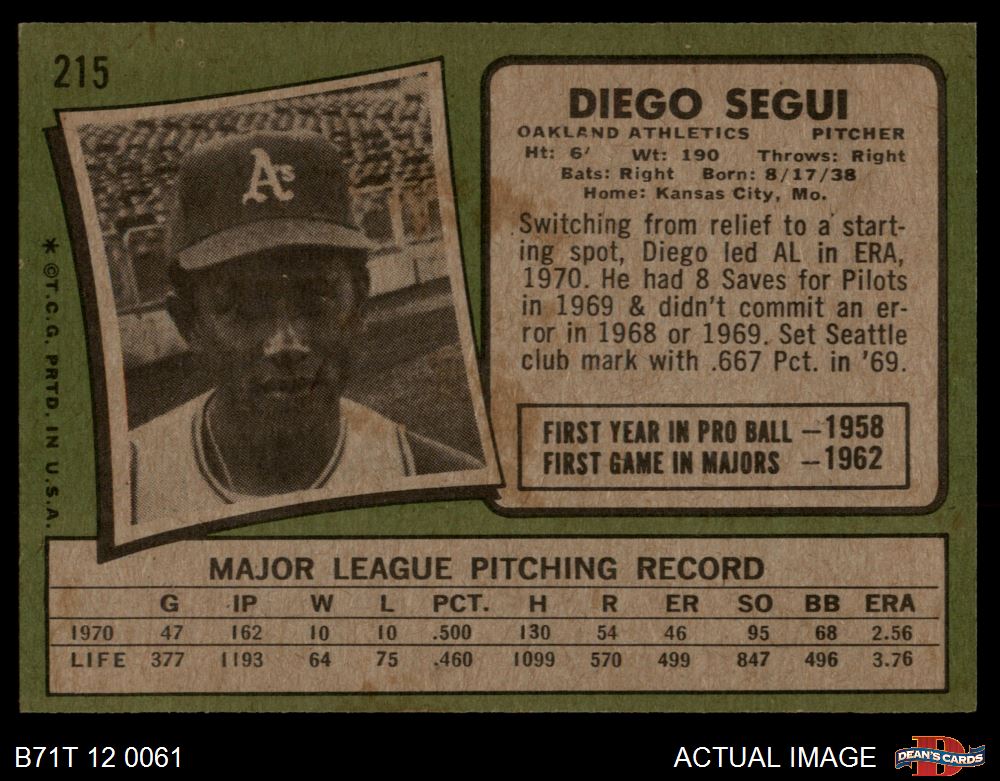 215
A's
DIEGO SEGUI
OAKLAND ATHLETICS PITCHER
Ht: 6' Wt: 190 Throws: Right
Bats: Right Born: 8/17/38
Home: Kansas City, Mo.
Switching from relief to a start-
ing spot, Diego led AL in ERA,
1970. He had 8 Saves for Pilots
in 1969 & didn't commit an er-
ror in 1968 or 1969. Set Seattle
club mark with .667 Pct. in '69.
FIRST YEAR IN PRO BALL —1958
FIRST GAME IN MAJORS —1962
* © T.C.G. PRTD. IN U.S.A.
MAJOR LEAGUE PITCHING RECORD
G IP W L PCT. H R ER SO BB ERA
1970 47 162 10 10 .500 130 54 46 95 68 2.56
LIFE 377 1193 64 75 .460 1099 570 499 847 496 3.76
B71T 12 0061
ACTUAL IMAGE
D
DEAN'S CARDS